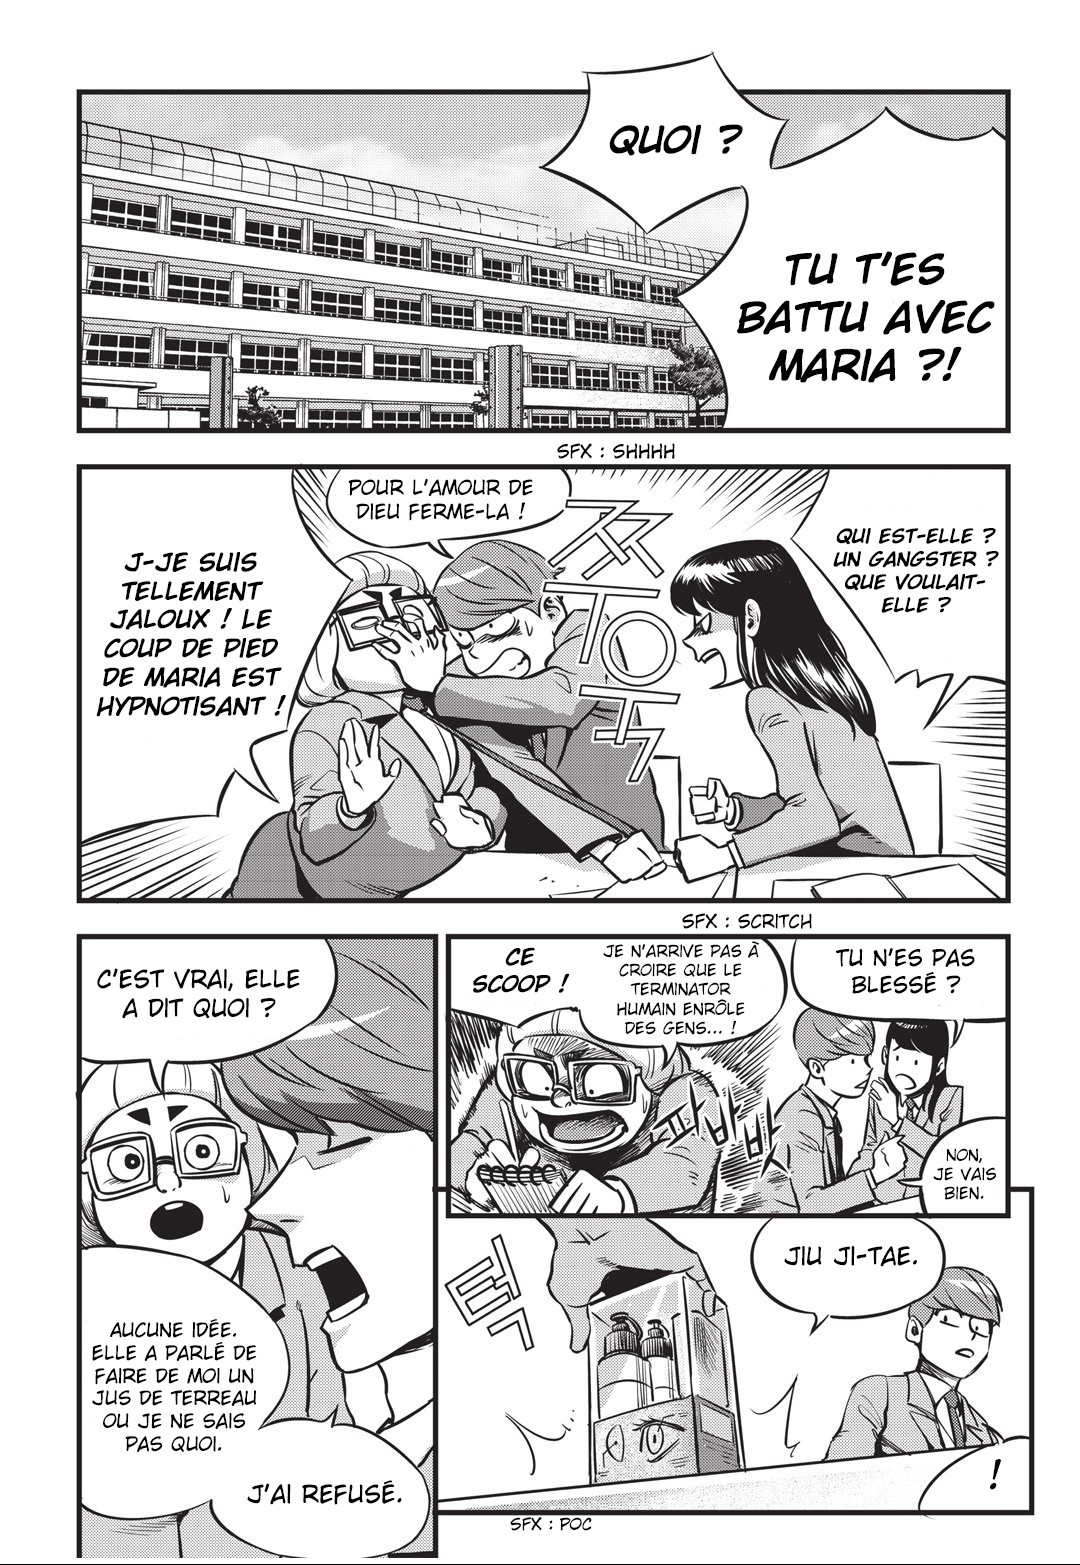 QUOI ?
TU T'ES
BATTU AVEC
MARIA ?!
SFX : SHHHH
POUR L'AMOUR DE
DIEU FERME-LA !
J-JE SUIS
TELLEMENT
JALOUX ! LE
COUP DE PIED
DE MARIA EST
HYPNOTISANT !
QUI EST-ELLE ?
UN GANGSTER ?
QUE VOULAIT-
ELLE ?
SFX : SCRITCH
C'EST VRAI, ELLE
A DIT QUOI ?
AUCUNE IDÉE.
ELLE A PARLÉ DE
FAIRE DE MOI UN
JUS DE TERREAU
OU JE NE SAIS
PAS QUOI.
J'AI REFUSÉ.
CE
SCOOP !
JE N'ARRIVE PAS À
CROIRE QUE LE
TERMINATOR
HUMAIN ENRÔLE
DES GENS... !
파바바
TU N'ES PAS
BLESSÉ ?
NON,
JE VAIS
BIEN.
턱
JIU JI-TAE.
!
SFX : POC